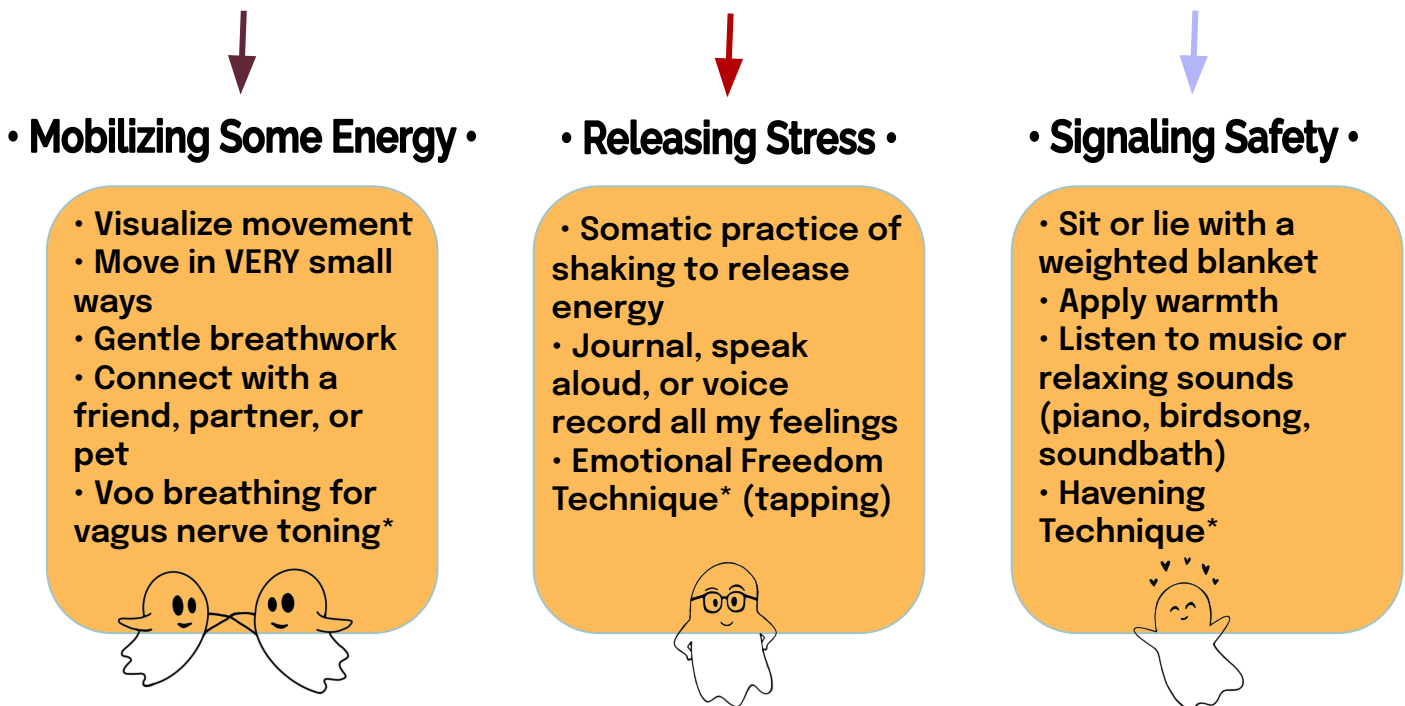 • Mobilizing Some Energy •
• Visualize movement
• Move in VERY small
ways
• Gentle breathwork
• Connect with a
friend, partner, or
pet
• Voo breathing for
vagus nerve toning*
• Releasing Stress •
• Somatic practice of
shaking to release
energy
• Journal, speak
aloud, or voice
record all my feelings
• Emotional Freedom
Technique* (tapping)
• Signaling Safety •
• Sit or lie with a
weighted blanket
• Apply warmth
• Listen to music or
relaxing sounds
(piano, birdsong,
soundbath)
• Havening
Technique*